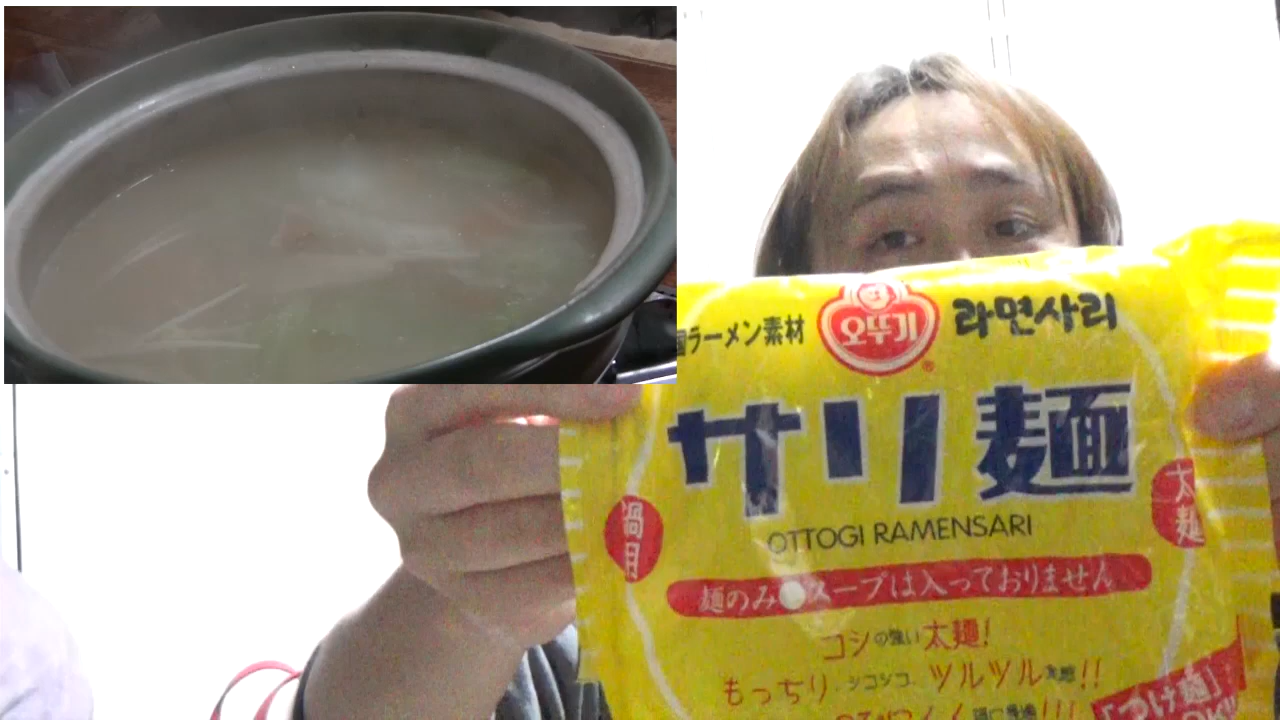 ラーメン素材
오뚜기
라면사리
サリ麺
OTTOGI RAMENSARI
太麺
麺のみ●スープは入っておりません
コシの強い太麺!
もっちり シコシコ ツルツル!!
「つけ麺」